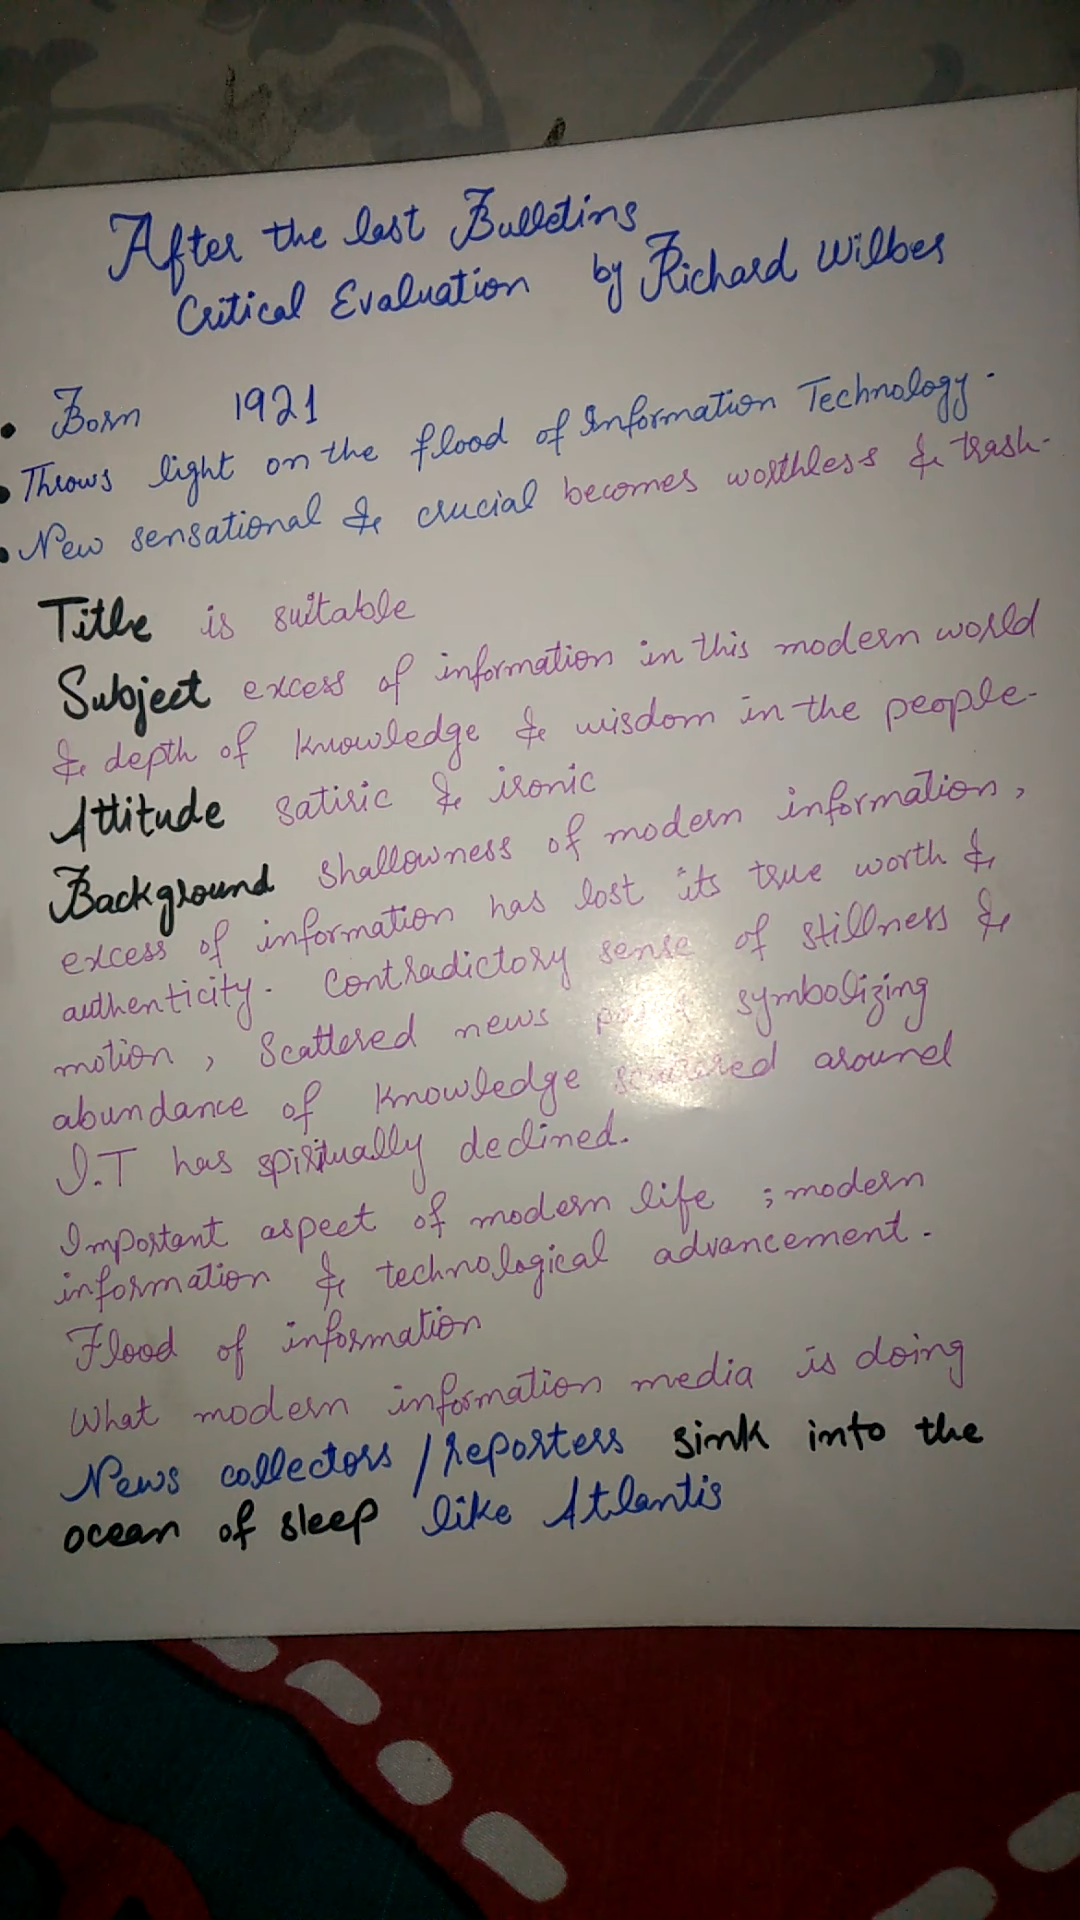 After the last Bulletins
Critical Evaluation by Richard Wilber
• Born 1921
• Throws light on the flood of Information Technology.
• New sensational & crucial becomes worthless & trash.
Title is suitable
Subject excess of information in this modern world
& depth of knowledge & wisdom in the people.
Attitude satiric & ironic
Background shallowness of modern information,
excess of information has lost its true worth &
authenticity. Contradictory sense of stillness &
motion, Scattered news symbolizing
abundance of knowledge around
I.T has spiritually declined.
Important aspect of modern life ; modern
information & technological advancement.
Flood of information
What modern information media is doing
News collectors / reporters sink into the
ocean of sleep like Atlantis